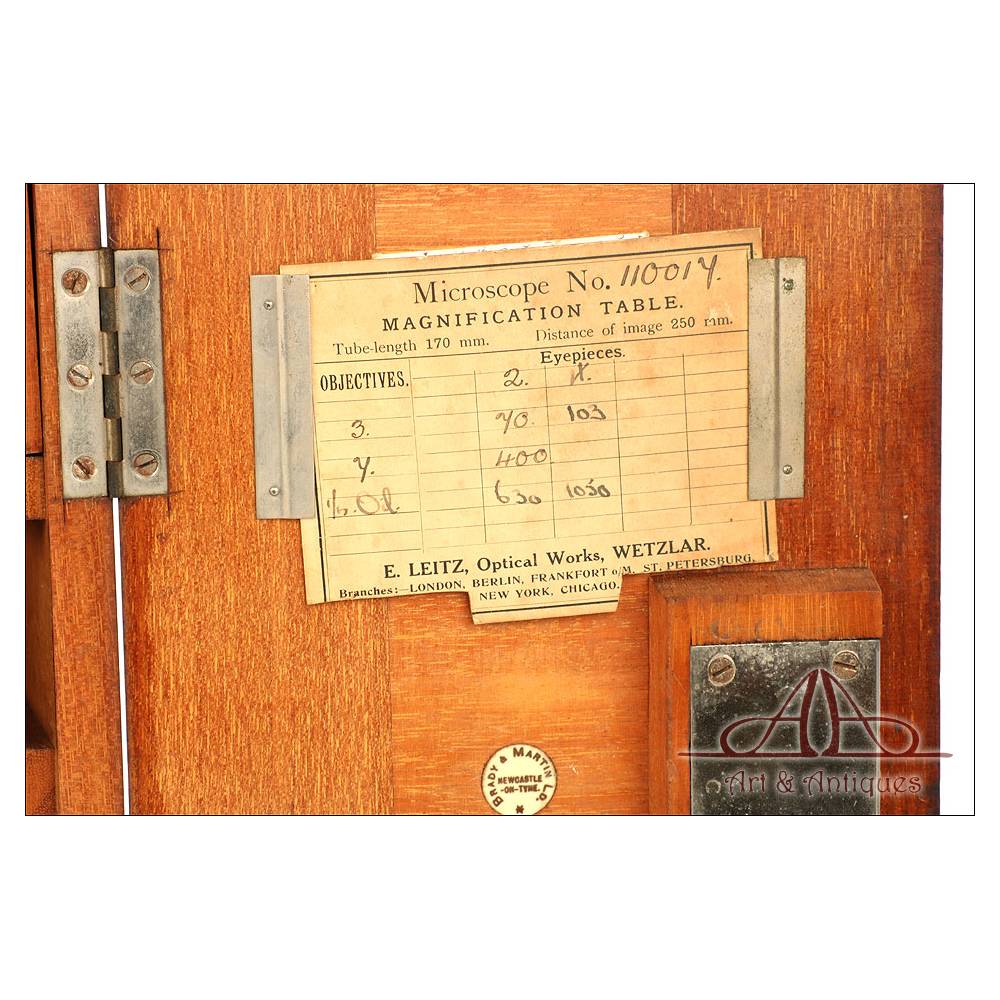 Microscope No. 110017.
MAGNIFICATION TABLE.
Tube-length 170 mm. Distance of image 250 mm.
Eyepieces.
OBJECTIVES. 2.
3. 70. 103
7. 400
Oil. 630 1030
E. LEITZ, Optical Works, WETZLAR.
Branches:—LONDON, BERLIN, FRANKFORT o/M, ST. PETERSBURG,
NEW YORK, CHICAGO.
BRADY & MARTIN LD.
NEWCASTLE
-ON-TYNE.
Art & Antiques